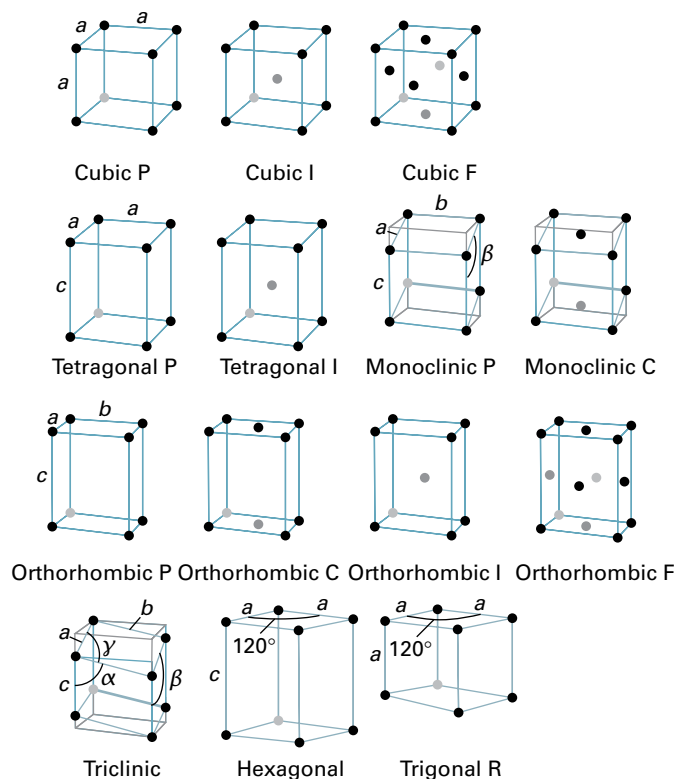 a a
a
Cubic P Cubic I Cubic F
a a
c
b
a
β
c
Tetragonal P Tetragonal I Monoclinic P Monoclinic C
a b
c
Orthorhombic P Orthorhombic C Orthorhombic I Orthorhombic F
b
a
γ
c α β
a a
120°
c
a a
120°
a
Triclinic Hexagonal Trigonal R